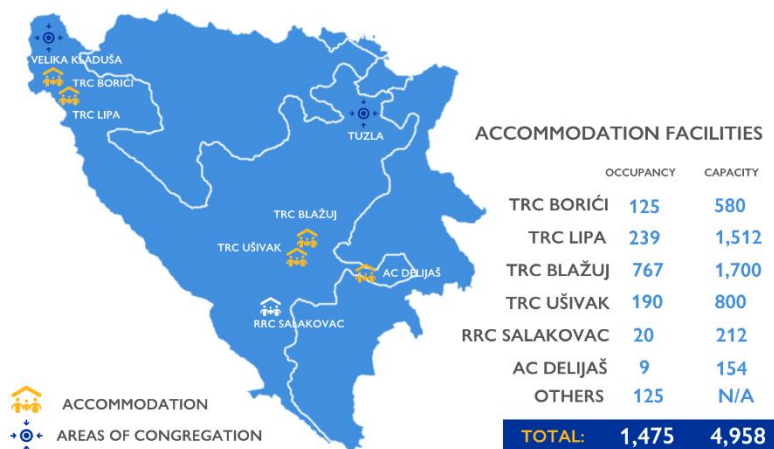 VELIKA KLADUŠA
TRC BORIĆI
TRC LIPA
TUZLA
TRC BLAŽUJ
TRC UŠIVAK
AC DELIJAŠ
RRC SALAKOVAC
ACCOMMODATION
AREAS OF CONGREGATION
ACCOMMODATION FACILITIES
OCCUPANCY CAPACITY
TRC BORIĆI 125 580
TRC LIPA 239 1,512
TRC BLAŽUJ 767 1,700
TRC UŠIVAK 190 800
RRC SALAKOVAC 20 212
AC DELIJAŠ 9 154
OTHERS 125 N/A
TOTAL: 1,475 4,958